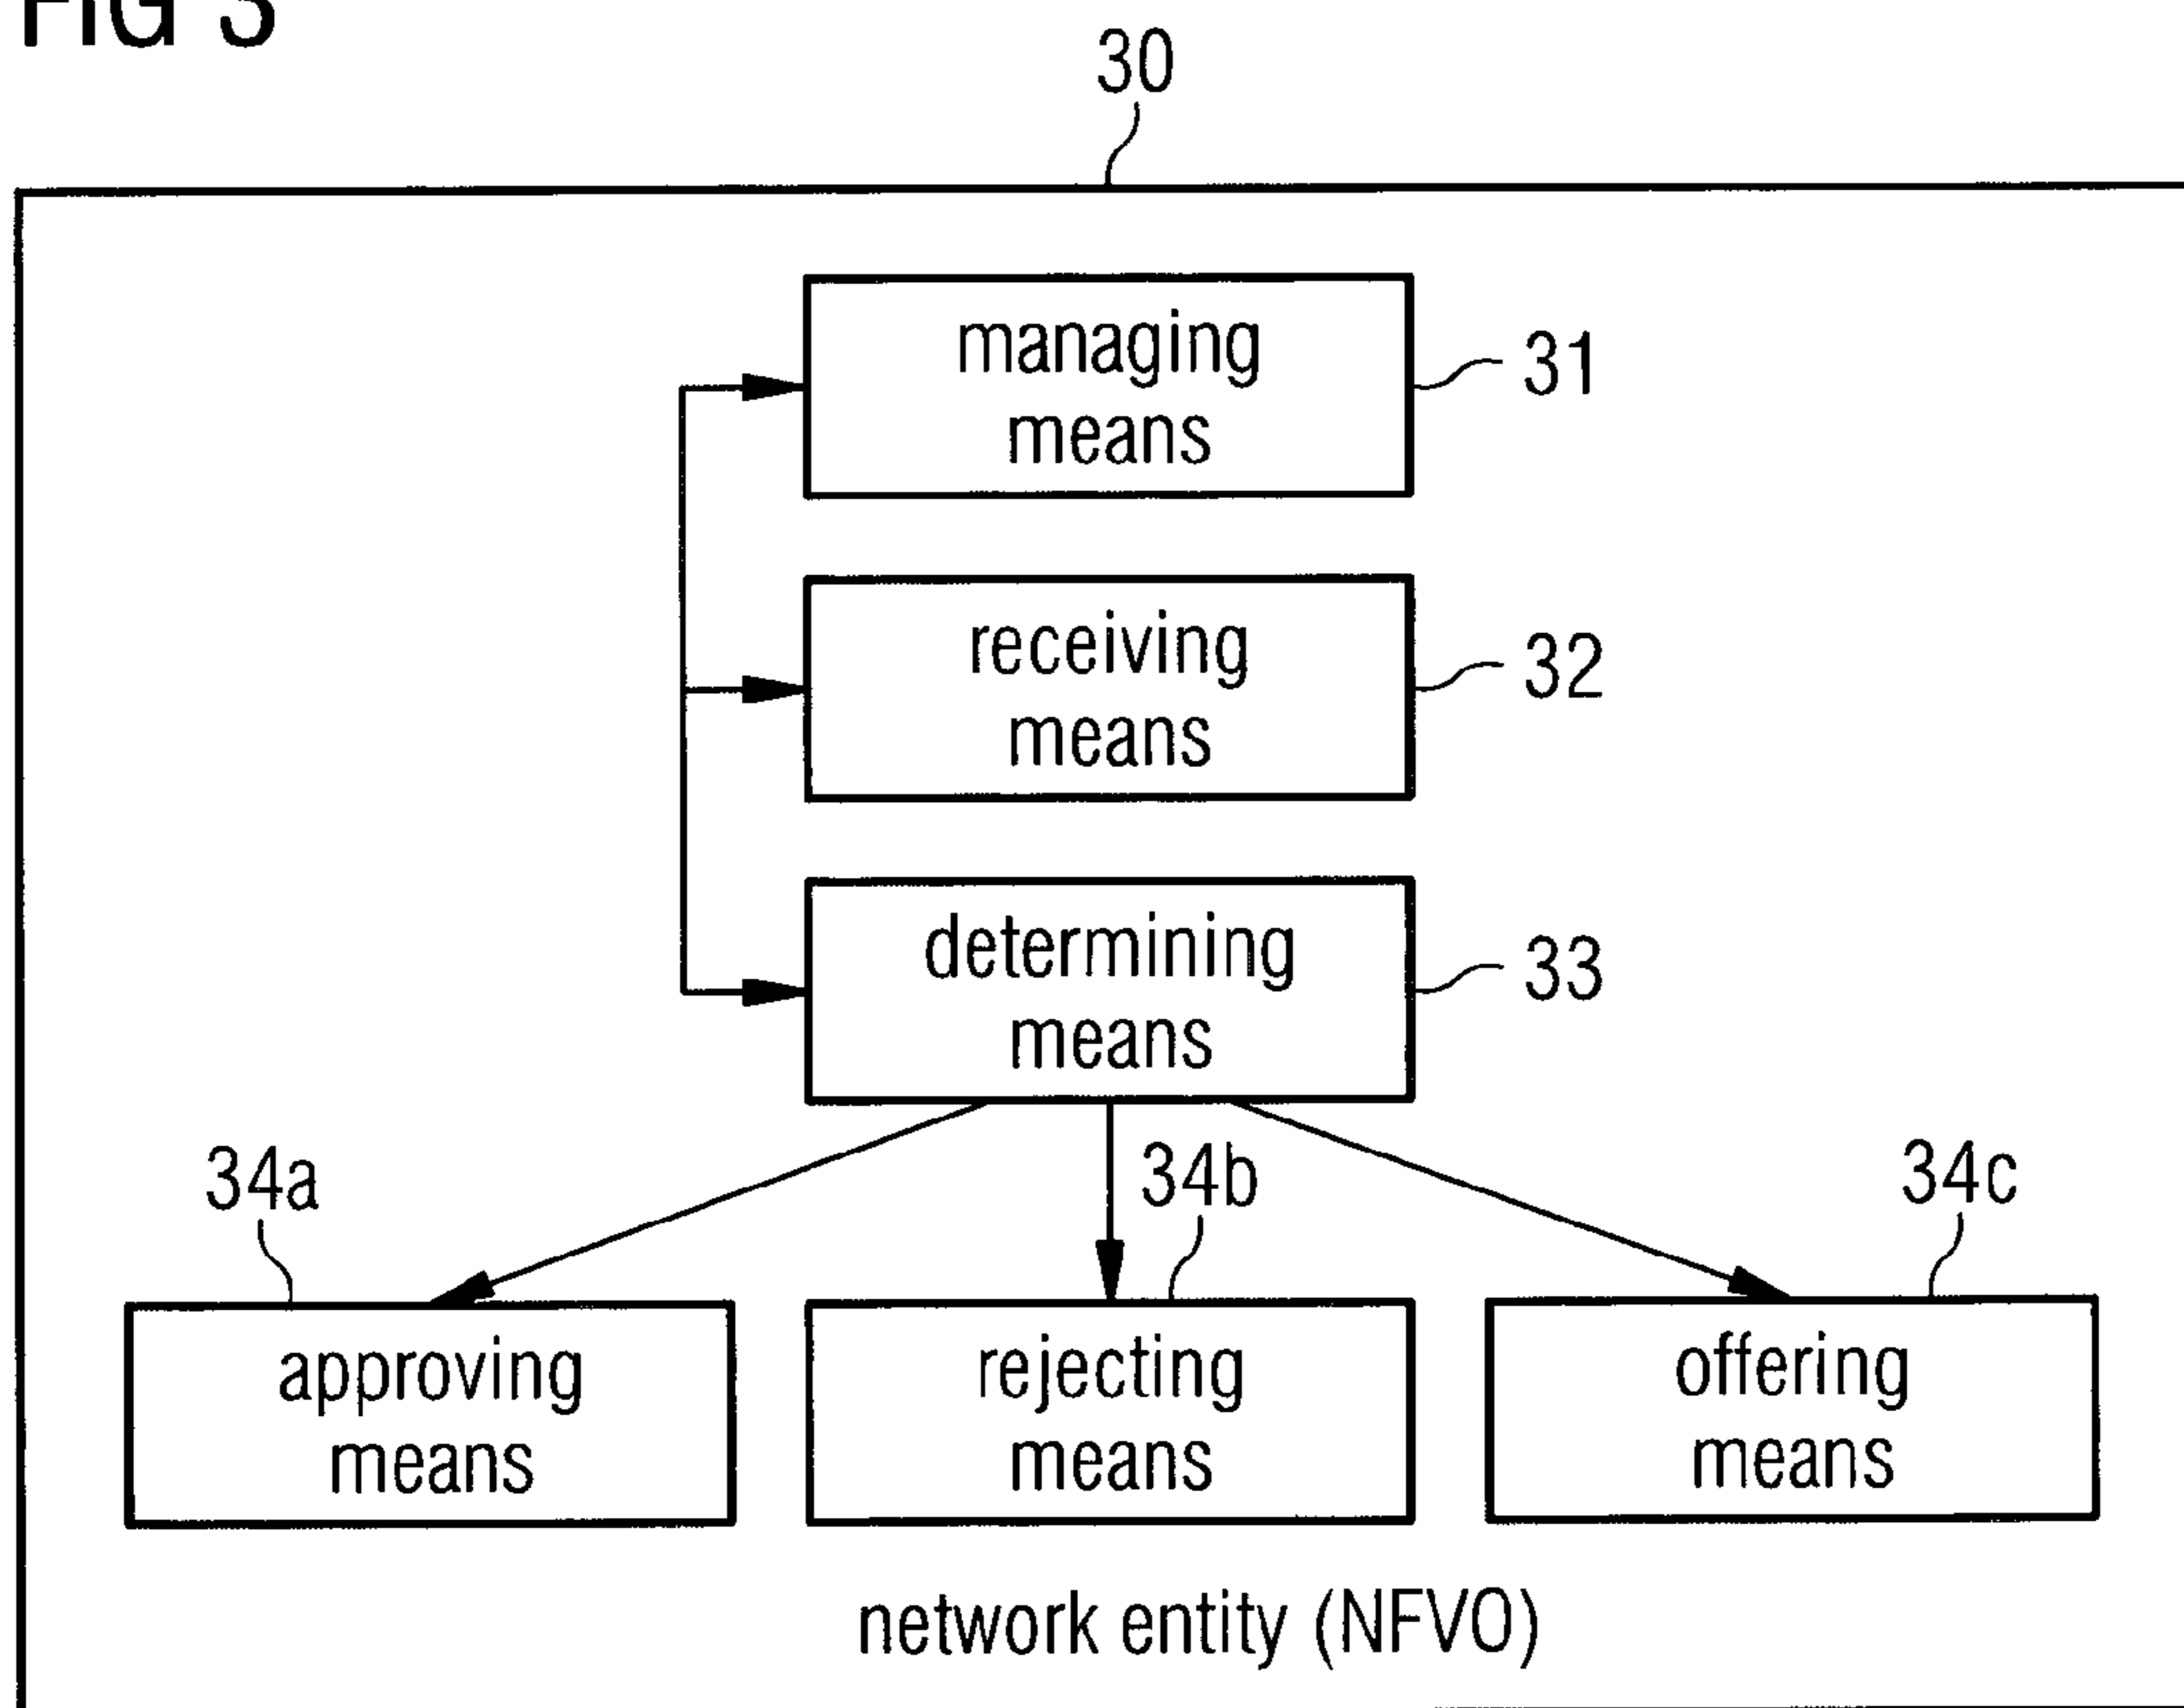 FIG 3
30
managing
means
31
receiving
means
32
determining
means
33
34a
34b
34c
approving
means
rejecting
means
offering
means
network entity (NFVO)